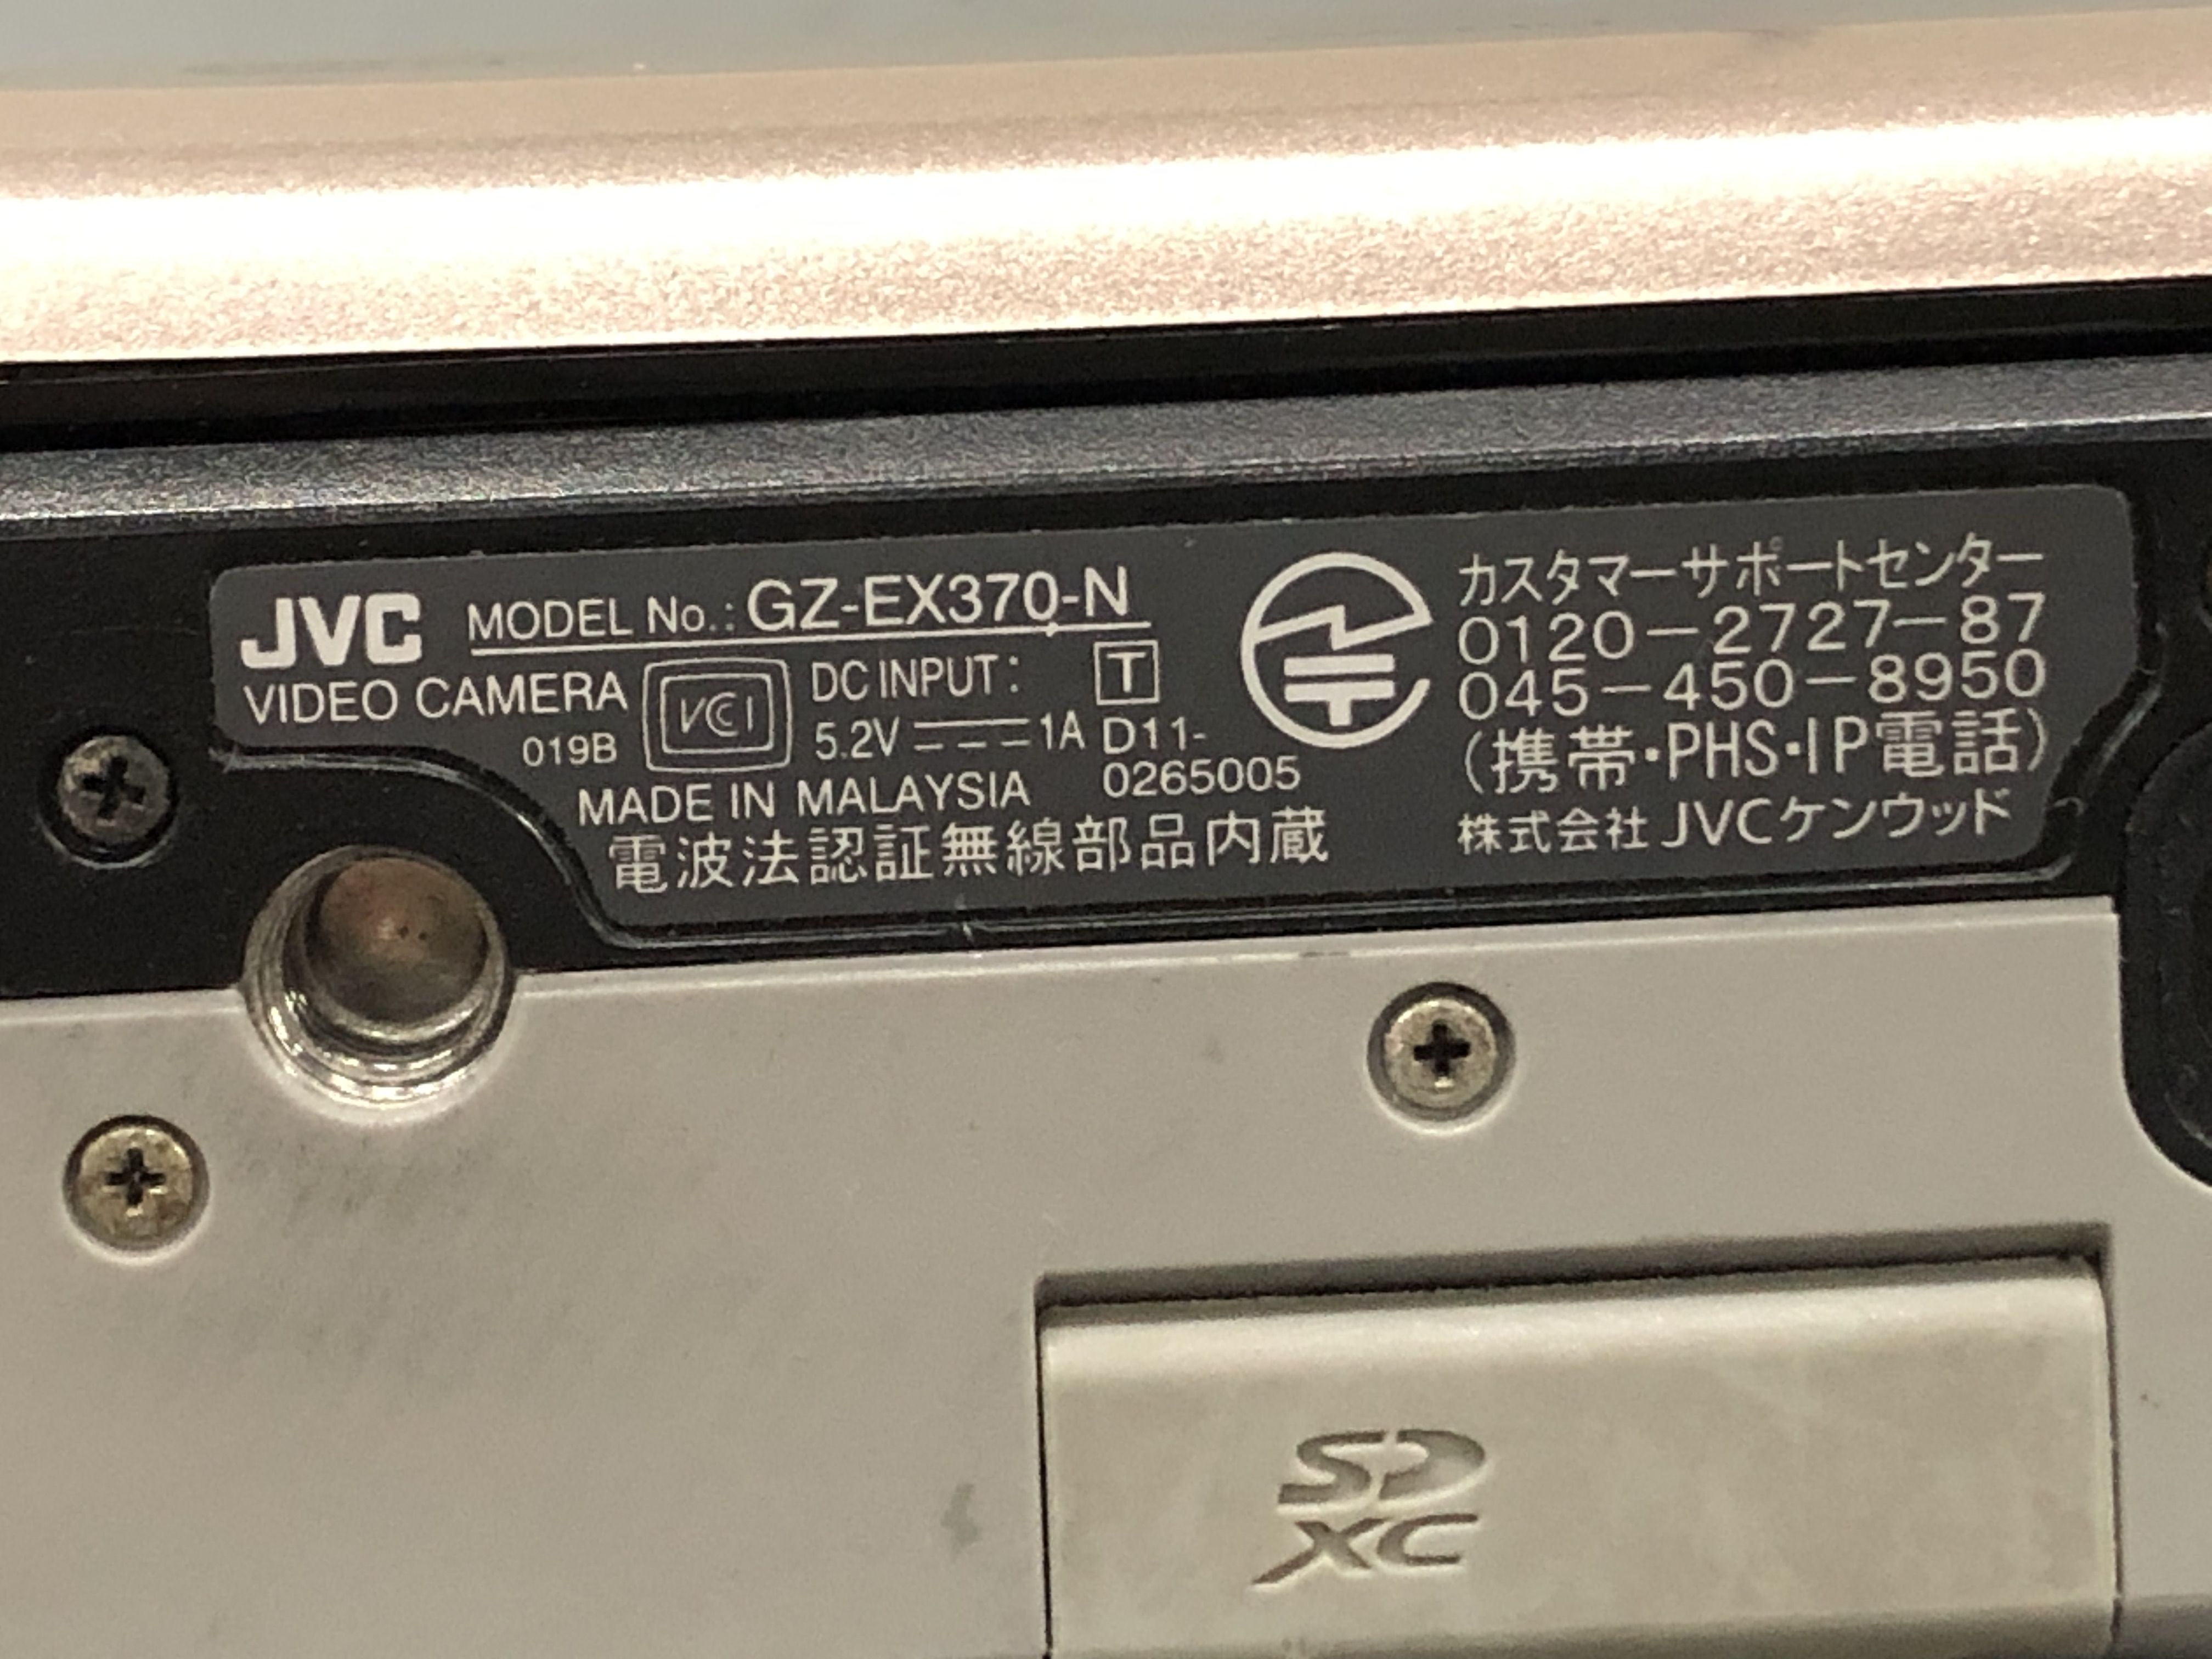 JVC MODEL No.: GZ-EX370-N
VIDEO CAMERA
019B
VCCI
DC INPUT:
5.2V 1A
T
D11-
0265005
MADE IN MALAYSIA
電波法認証無線部品内蔵
カスタマーサポートセンター
0120-2727-87
045-450-8950
(携帯・PHS・IP電話)
株式会社 JVCケンウッド
SD
XC